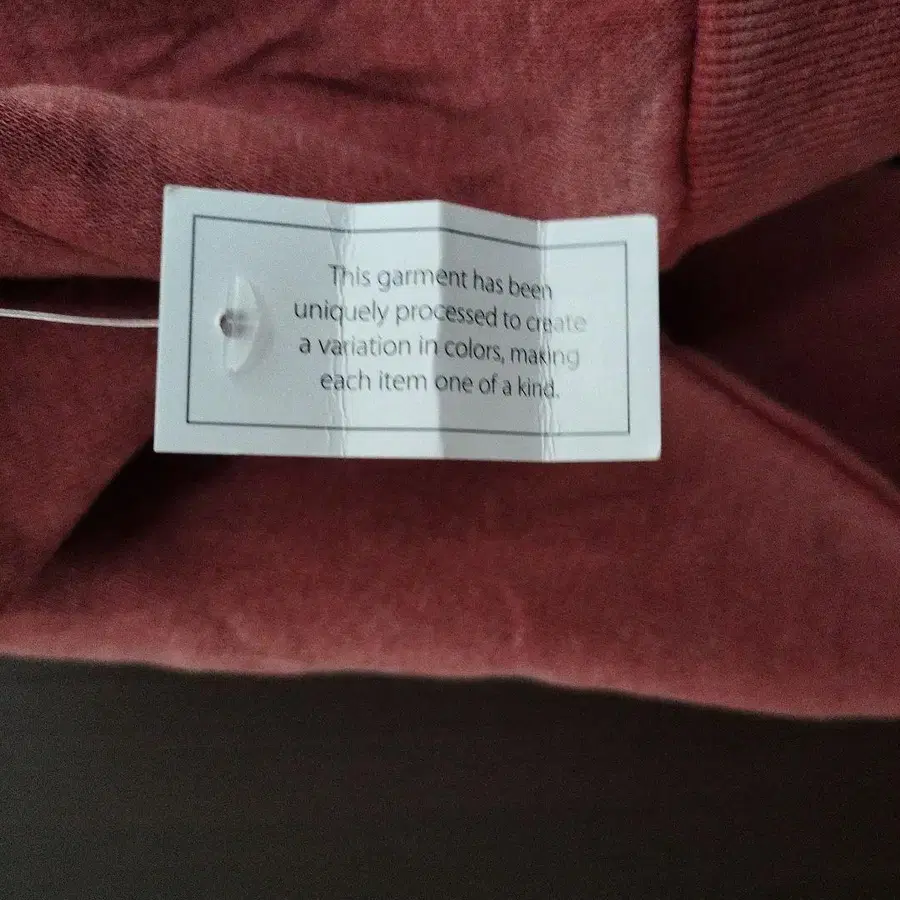 This garment has been
uniquely processed to create
a variation in colors, making
each item one of a kind.